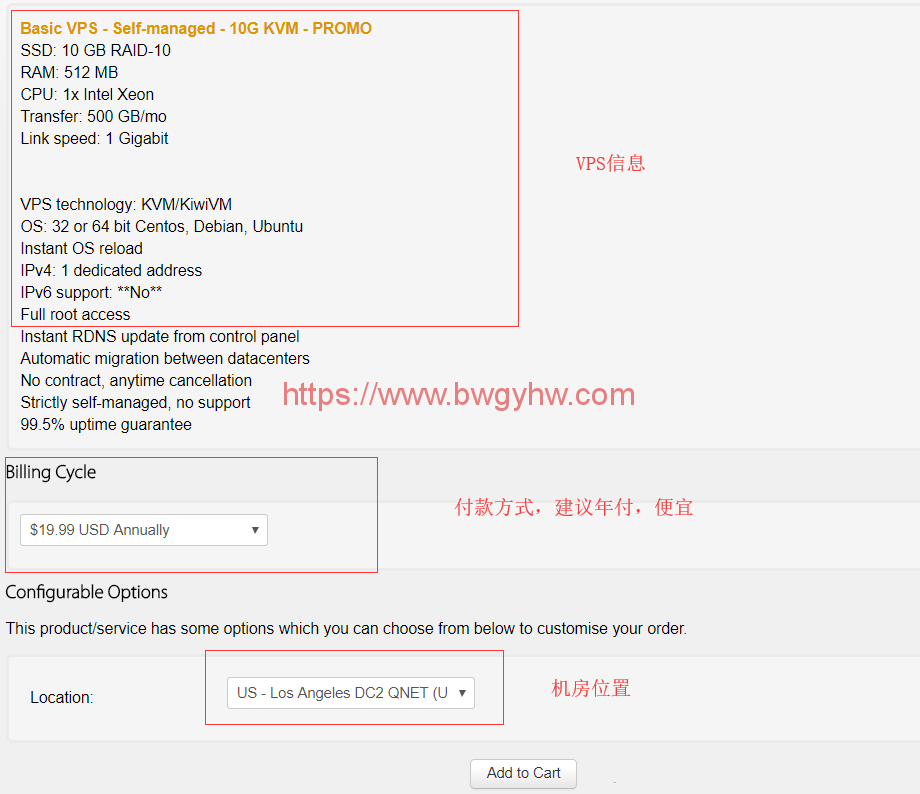 Basic VPS - Self-managed - 10G KVM - PROMO
SSD: 10 GB RAID-10
RAM: 512 MB
CPU: 1x Intel Xeon
Transfer: 500 GB/mo
Link speed: 1 Gigabit
VPS信息
VPS technology: KVM/KiwiVM
OS: 32 or 64 bit Centos, Debian, Ubuntu
Instant OS reload
IPv4: 1 dedicated address
IPv6 support: **No**
Full root access
Instant RDNS update from control panel
Automatic migration between datacenters
No contract, anytime cancellation
https://www.bwgyhw.com
Strictly self-managed, no support
99.5% uptime guarantee
Billing Cycle
付款方式，建议年付，便宜
$19.99 USD Annually
Configurable Options
This product/service has some options which you can choose from below to customise your order.
Location:
US - Los Angeles DC2 QNET (U
机房位置
Add to Cart